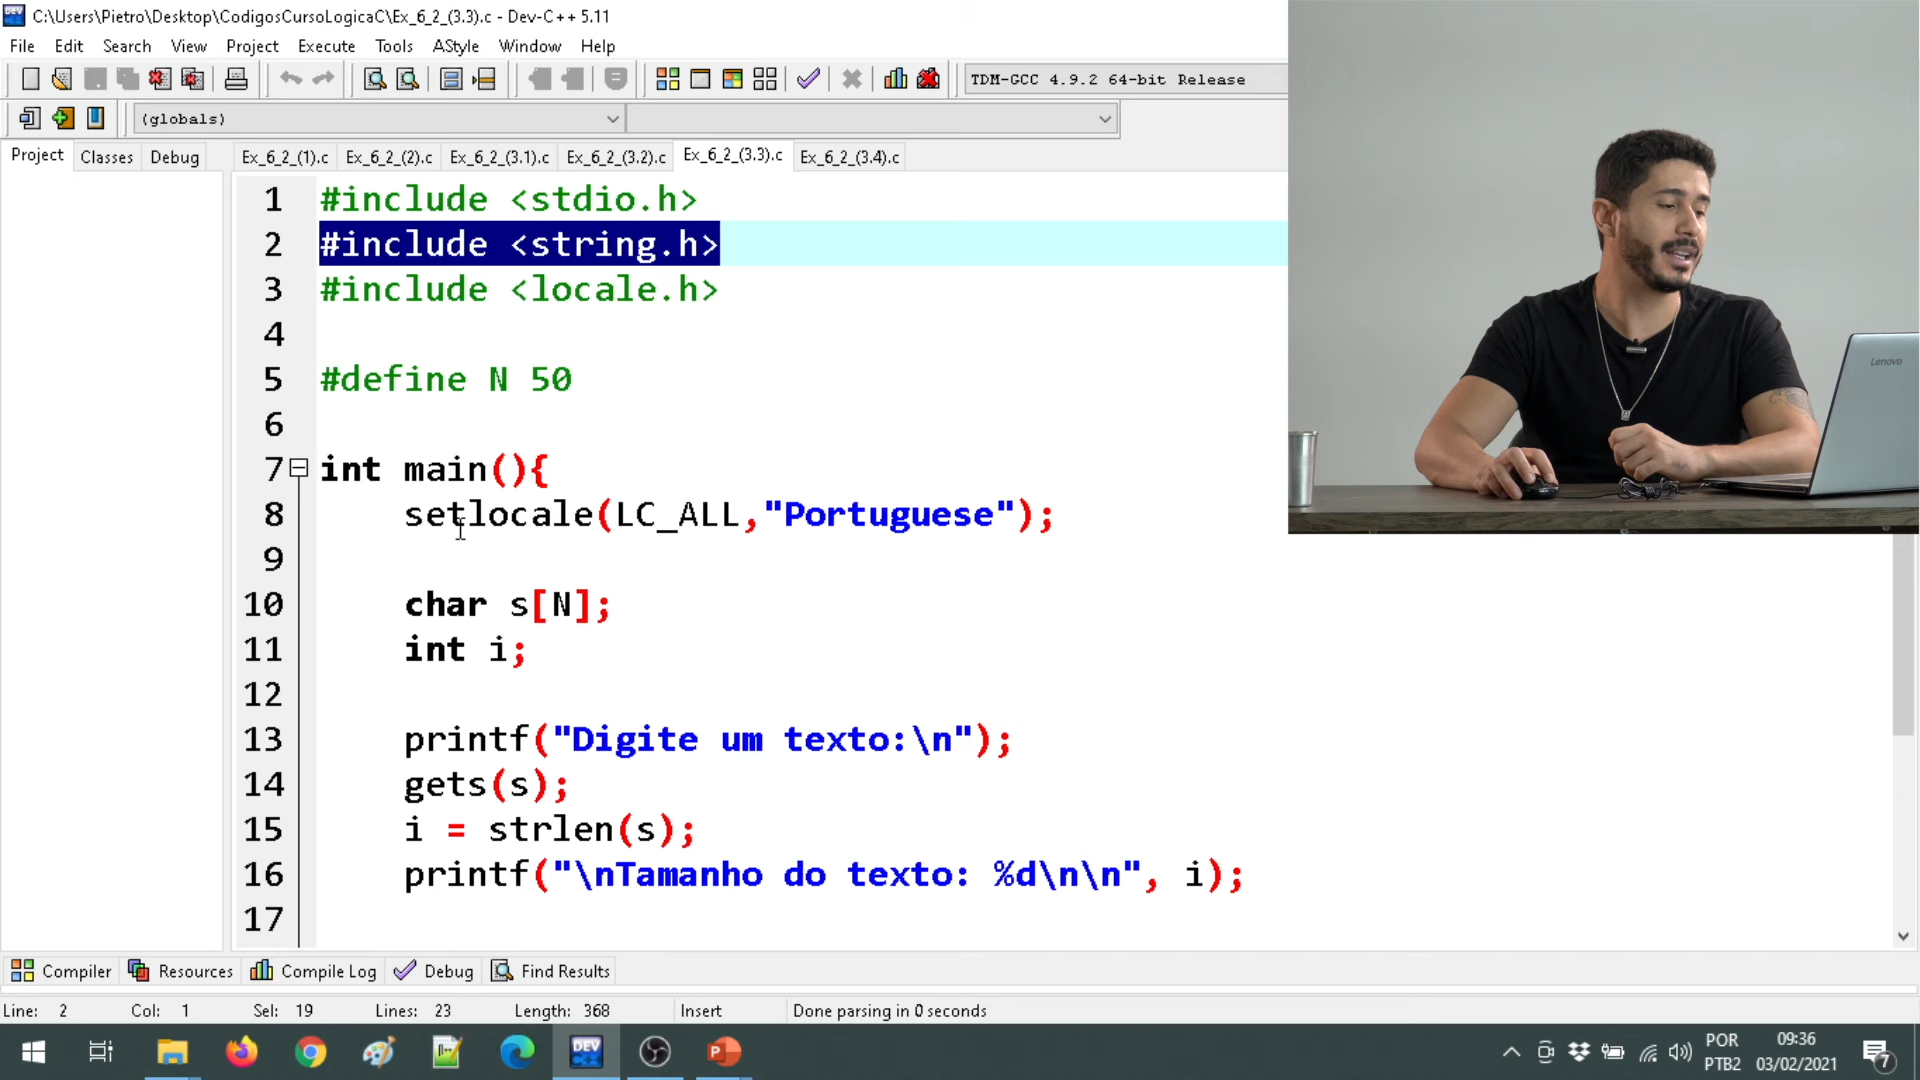 C:\Users\Pietro\Desktop\CodigosCursoLogicaC\Ex_6_2_(3.3).c - Dev-C++ 5.11
File Edit Search View Project Execute Tools AStyle Window Help
TDM-GCC 4.9.2 64-bit Release
(globals)
Project Classes Debug
Ex_6_2_(1).c Ex_6_2_(2).c Ex_6_2_(3.1).c Ex_6_2_(3.2).c Ex_6_2_(3.3).c Ex_6_2_(3.4).c
1 #include <stdio.h>
2 #include <string.h>
3 #include <locale.h>
4
5 #define N 50
6
7 int main(){
8 setlocale(LC_ALL,"Portuguese");
9
10 char s[N];
11 int i;
12
13 printf("Digite um texto:\n");
14 gets(s);
15 i = strlen(s);
16 printf("\nTamanho do texto: %d\n\n", i);
17
Lenovo
Compiler Resources Compile Log Debug Find Results
Line: 2 Col: 1 Sel: 19 Lines: 23 Length: 368 Insert Done parsing in 0 seconds
DEV C++
P
POR
PTB2
09:36
03/02/2021
7